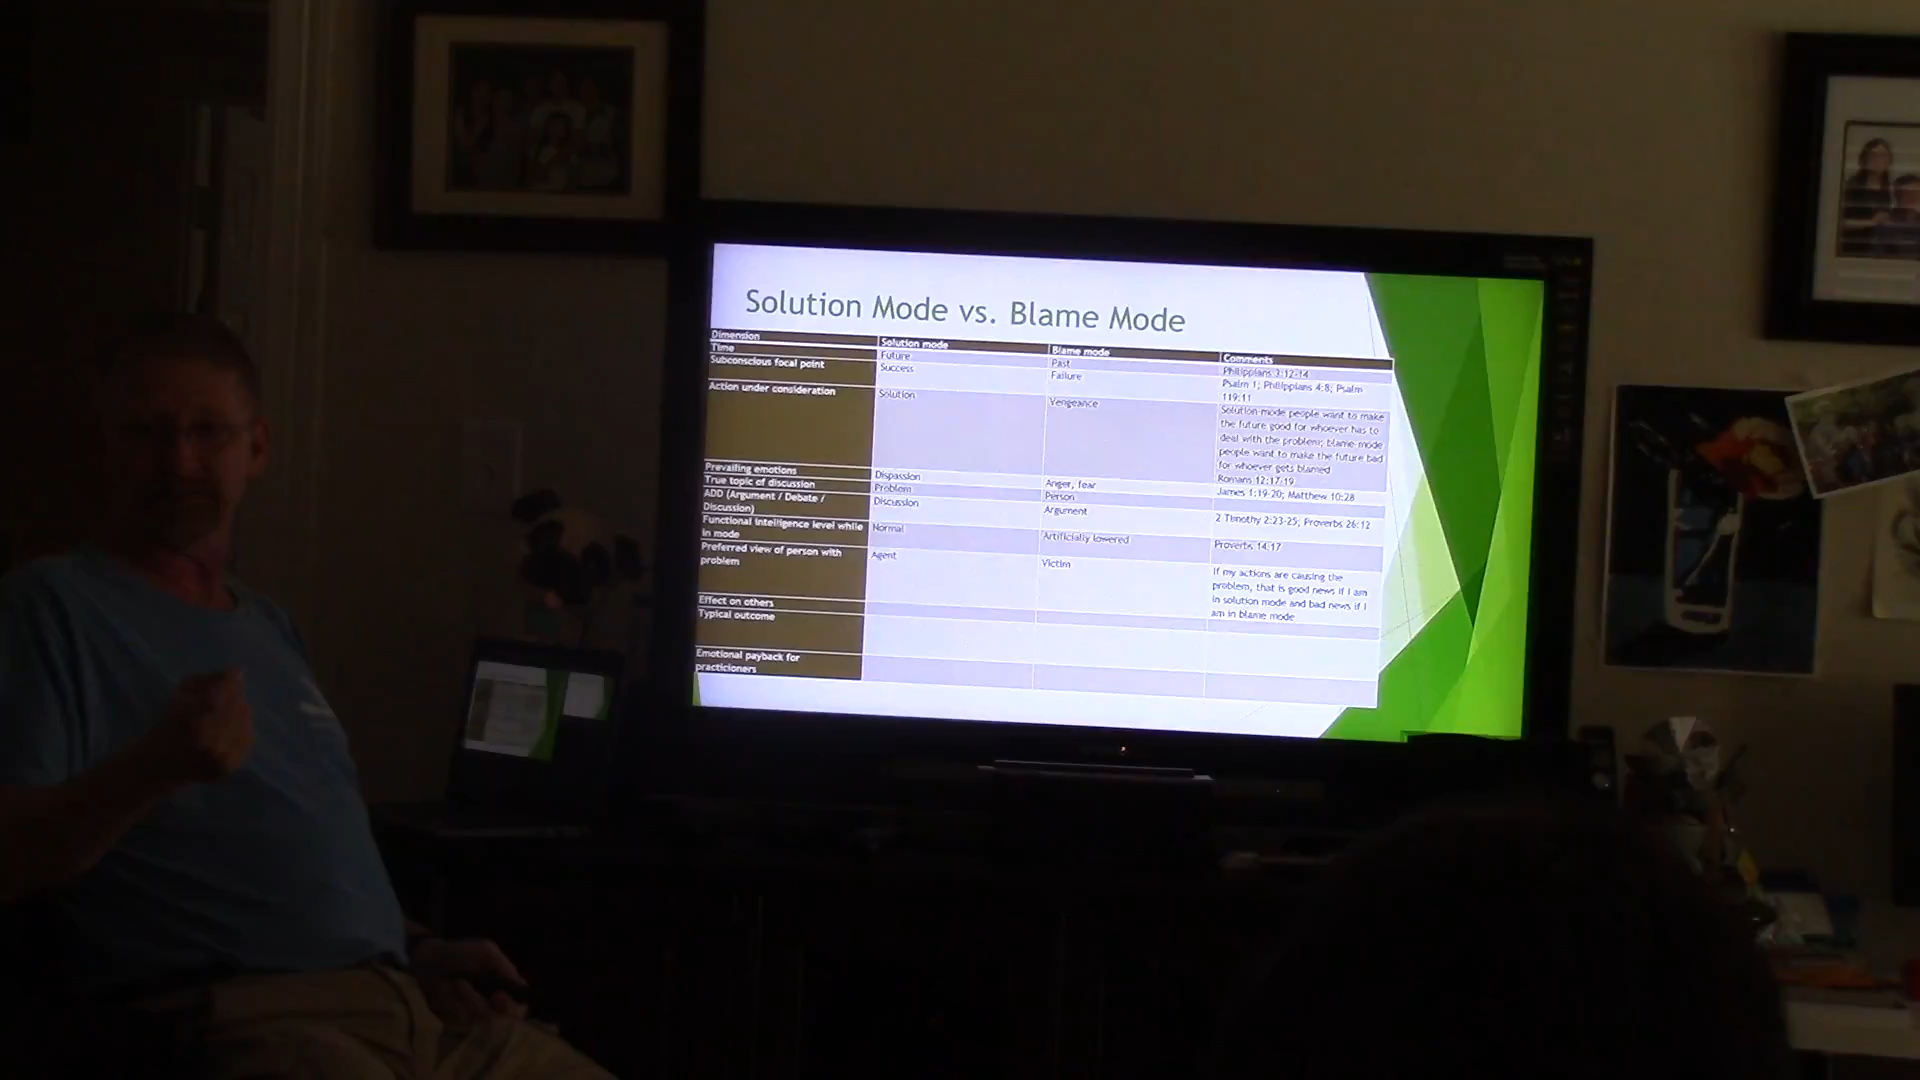 Solution Mode vs. Blame Mode
Dimension Solution mode Blame mode Comments
Time Future Past Philippians 3:12-14
Subconscious focal point Success Failure Psalm 1; Philippians 4:8; Psalm
119:11
Action under consideration Solution Vengeance Solution-mode people want to make
the future good for whoever has to
deal with the problem; blame-mode
people want to make the future bad
for whoever gets blamed
Romans 12:17-19
Prevailing emotions Dispassion Anger, fear James 1:19-20; Matthew 10:28
True topic of discussion Problem Person
ADD (Argument / Debate / Discussion Argument 2 Timothy 2:23-25; Proverbs 26:12
Discussion)
Functional intelligence level while Normal Artificially lowered Proverbs 14:17
in mode
Preferred view of person with Agent Victim If my actions are causing the
problem problem, that is good news if I am
in solution mode and bad news if I
am in blame mode
Effect on others
Typical outcome
Emotional payback for
practicioners